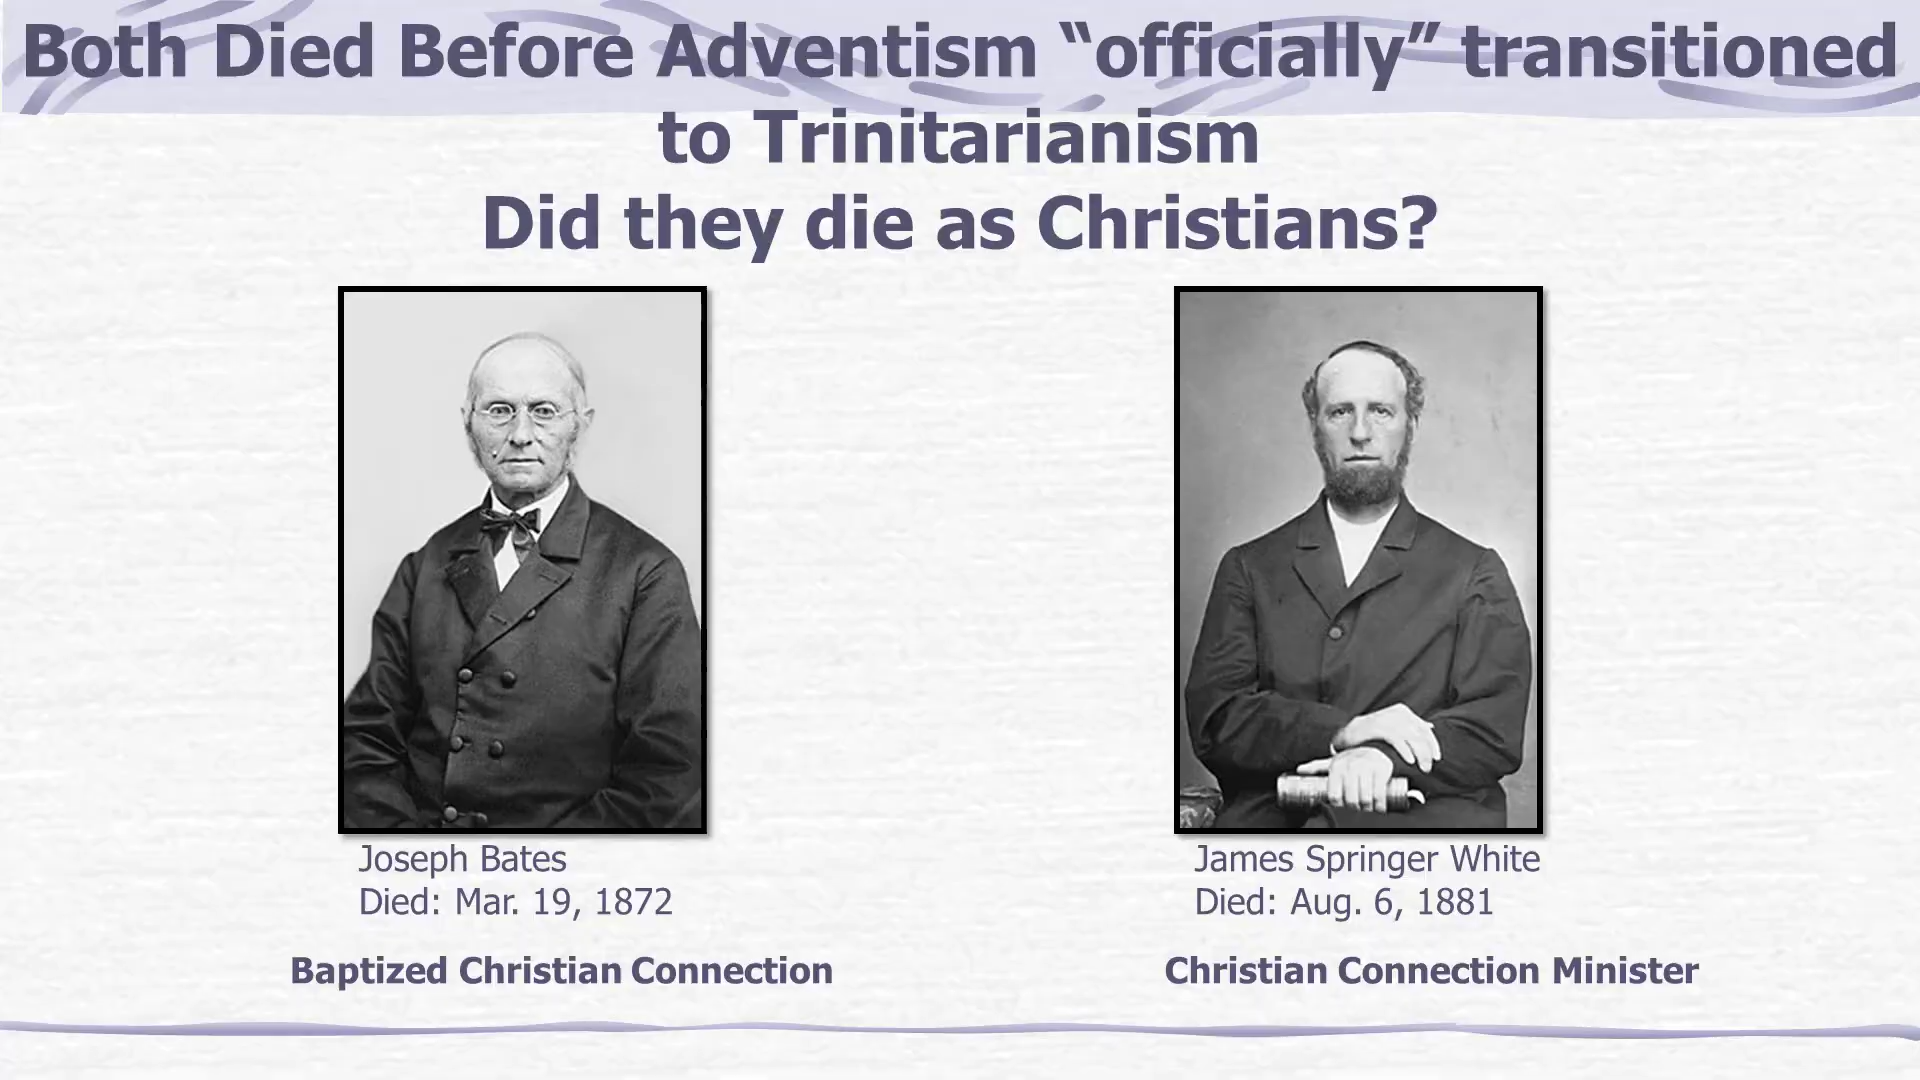 Both Died Before Adventism “officially” transitioned
to Trinitarianism
Did they die as Christians?
Joseph Bates
Died: Mar. 19, 1872
Baptized Christian Connection
James Springer White
Died: Aug. 6, 1881
Christian Connection Minister